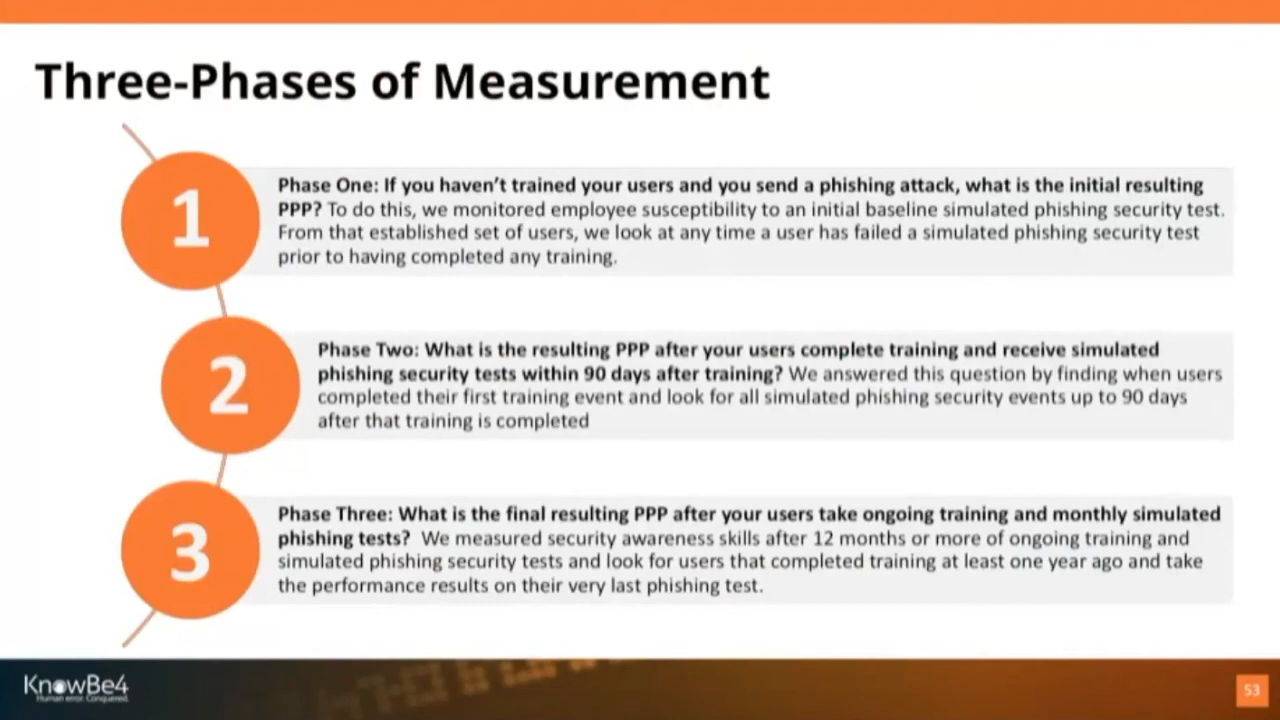 Three-Phases of Measurement
1
Phase One: If you haven’t trained your users and you send a phishing attack, what is the initial resulting
PPP? To do this, we monitored employee susceptibility to an initial baseline simulated phishing security test.
From that established set of users, we look at any time a user has failed a simulated phishing security test
prior to having completed any training.
2
Phase Two: What is the resulting PPP after your users complete training and receive simulated
phishing security tests within 90 days after training? We answered this question by finding when users
completed their first training event and look for all simulated phishing security events up to 90 days
after that training is completed
3
Phase Three: What is the final resulting PPP after your users take ongoing training and monthly simulated
phishing tests? We measured security awareness skills after 12 months or more of ongoing training and
simulated phishing security tests and look for users that completed training at least one year ago and take
the performance results on their very last phishing test.
KnowBe4
Human error. Conquered.
53